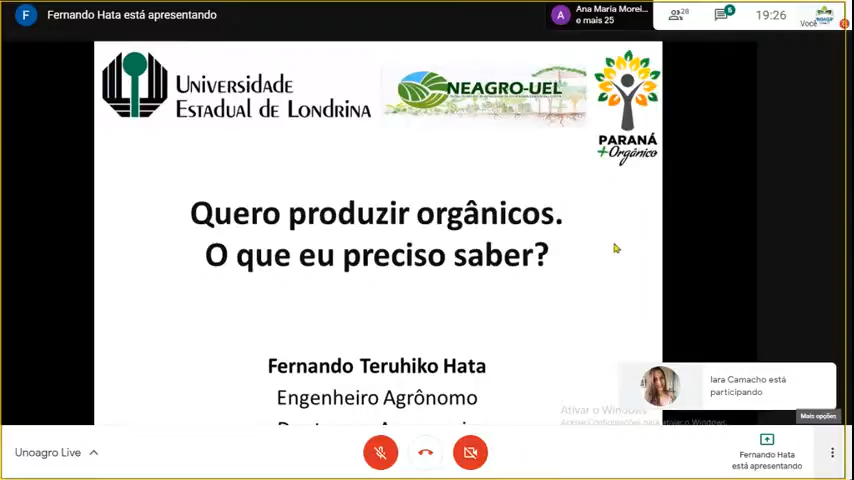 F Fernando Hata está apresentando
A Ana Maria Morei...
e mais 25
28
5
19:26
Você
UNIVERSIDADE
ESTADUAL DE LONDRINA
NEAGRO-UEL
PARANÁ
+Orgânico
Quero produzir orgânicos.
O que eu preciso saber?
Fernando Teruhiko Hata
Engenheiro Agrônomo
Iara Camacho está
participando
Ativar o Windows
Mais opções
Unoagro Live
Fernando Hata
está apresentando